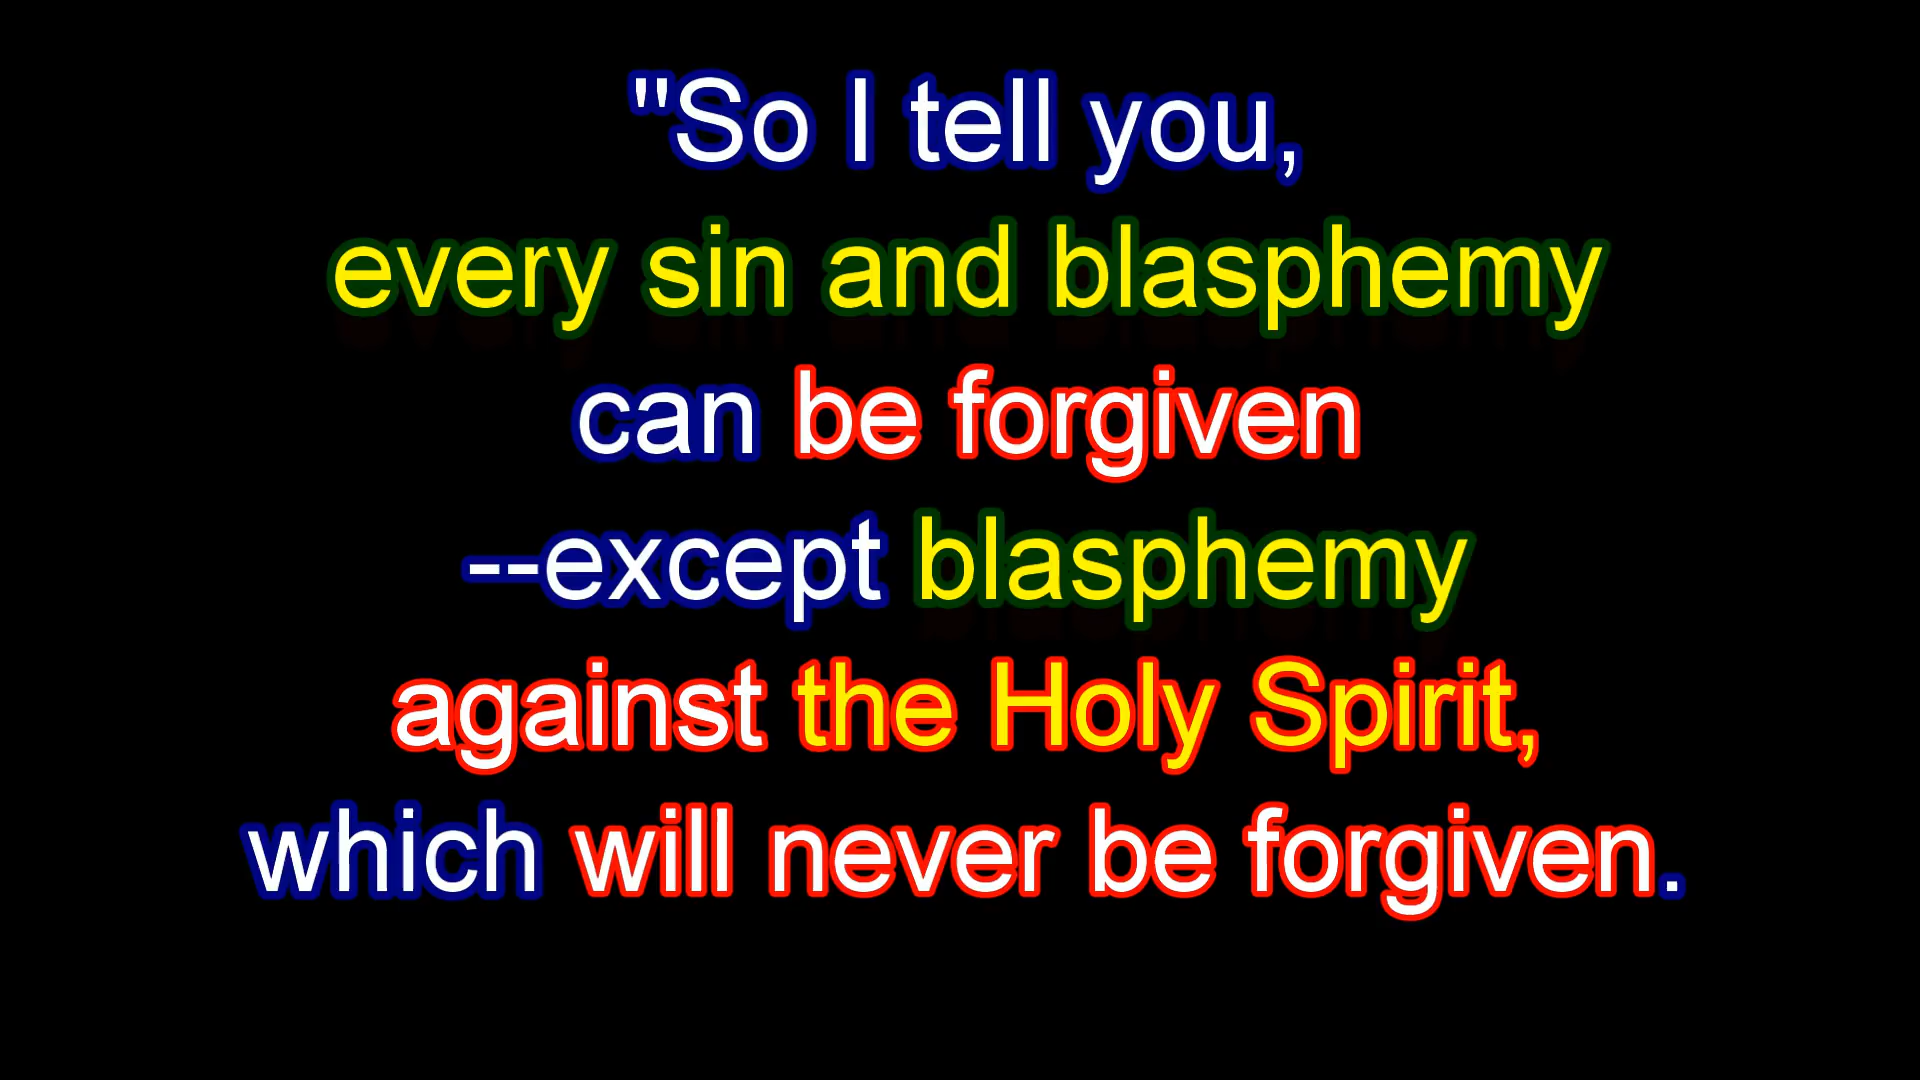 "So I tell you,
every sin and blasphemy
can be forgiven
--except blasphemy
against the Holy Spirit,
which will never be forgiven.